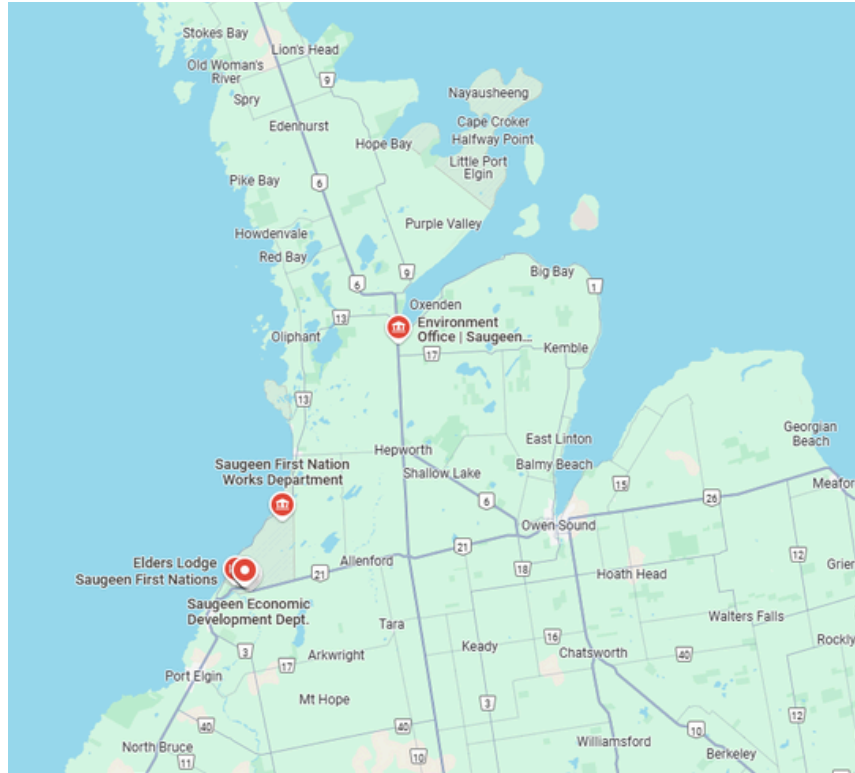 Stokes Bay
Lion's Head
Old Woman's
River
9
Spry
Nayausheeng
Edenhurst
Cape Croker
Halfway Point
Hope Bay
Little Port
Elgin
6
Pike Bay
Purple Valley
Howdenvale
Red Bay
9
Big Bay
6
1
Oxenden
13
Environment
Office | Saugeen...
Oliphant
17
Kemble
13
Georgian
Beach
East Linton
Hepworth
Saugeen First Nation
Works Department
Balmy Beach
Shallow Lake
15
Meafor
6
26
Owen Sound
21
12
Allenford
Elders Lodge
Saugeen First Nations
21
18
Hoath Head
Grier
Saugeen Economic
Development Dept.
Walters Falls
Tara
16
Rockly
3
Keady
Chatsworth
40
Arkwright
17
Port Elgin
Mt Hope
3
12
40
40
10
North Bruce
11
10
Williamsford
Berkeley